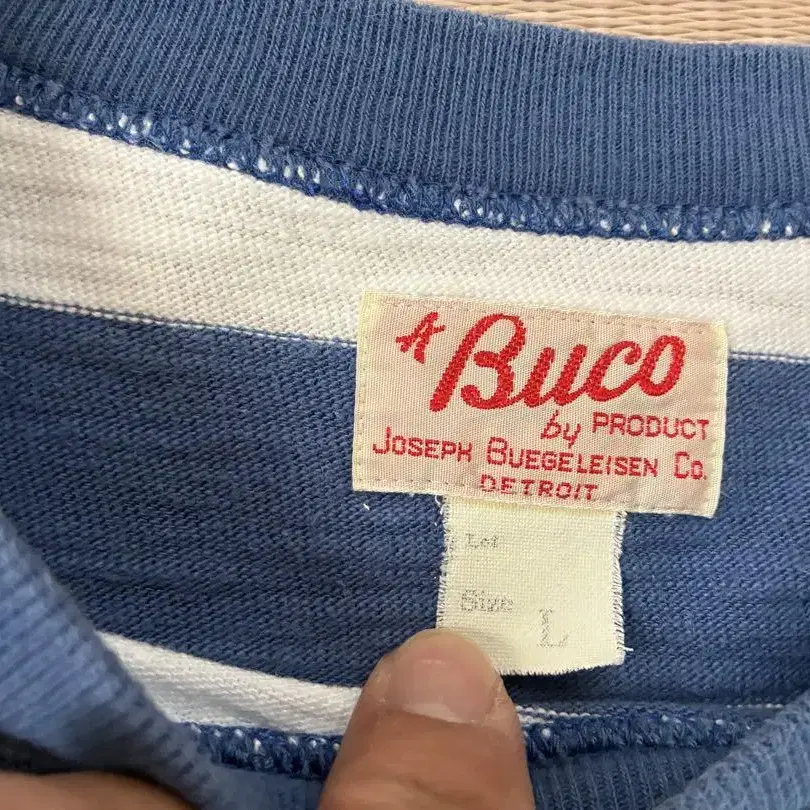 A Buco
by PRODUCT
JOSEPH BUEGELEISEN Co.
DETROIT
Lot
Size L